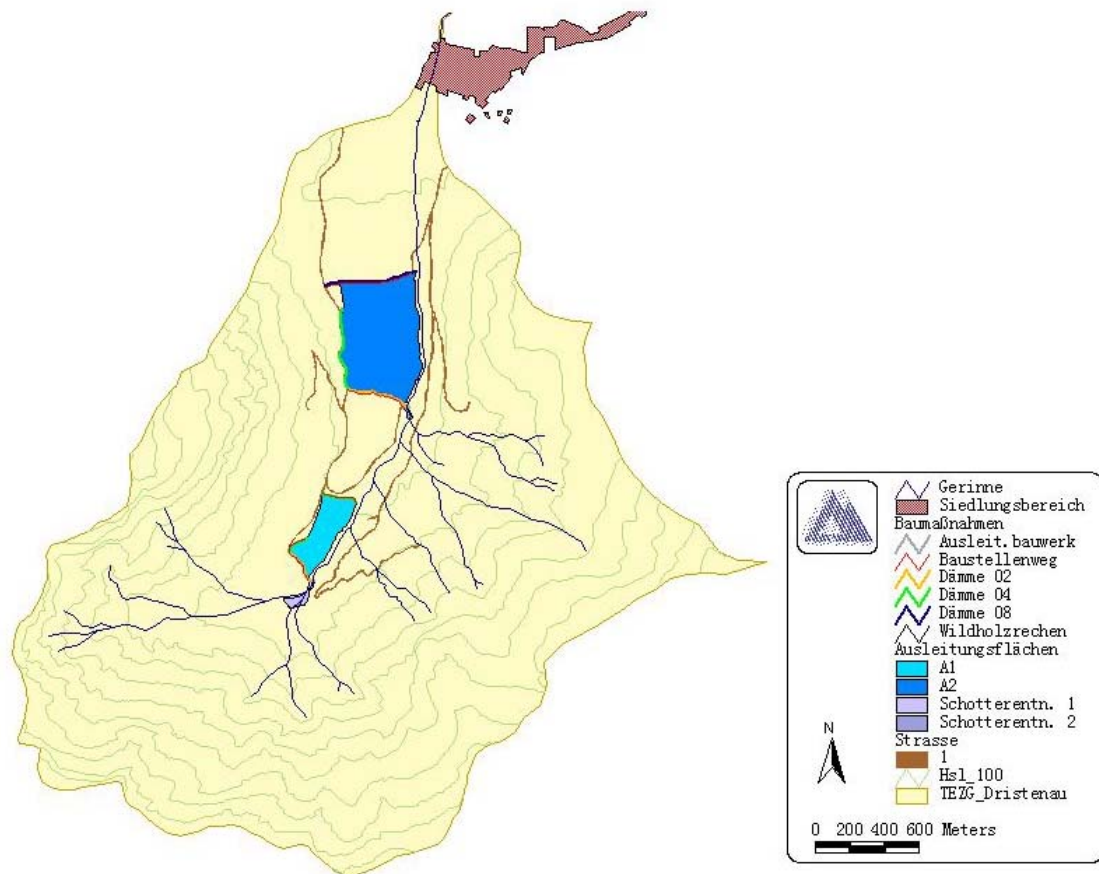 Gerinne
Siedlungsbereich
Baumaßnahmen
Ausleit.bauwerk
Baustellenweg
Dämme 02
Dämme 04
Dämme 08
Wildholzrechen
Ausleitungsflächen
A1
A2
Schotterentn. 1
Schotterentn. 2
Strasse
1
Hsl_100
TEZG_Dristenau
N
0 200 400 600 Meters